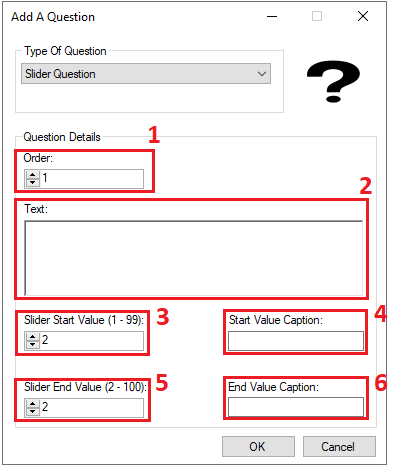 Add A Question
Type Of Question
Slider Question
?
Question Details
1
Order:
1
2
Text:
3
Slider Start Value (1 - 99):
2
4
Start Value Caption:
5
Slider End Value (2 - 100):
2
6
End Value Caption:
OK
Cancel